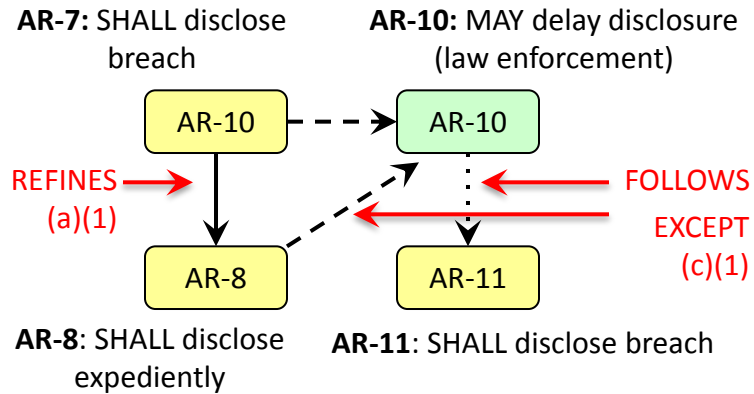 AR-7: SHALL disclose
breach
AR-10: MAY delay disclosure
(law enforcement)
AR-10
AR-10
REFINES
(a)(1)
FOLLOWS
EXCEPT
(c)(1)
AR-8
AR-11
AR-8: SHALL disclose
expediently
AR-11: SHALL disclose breach